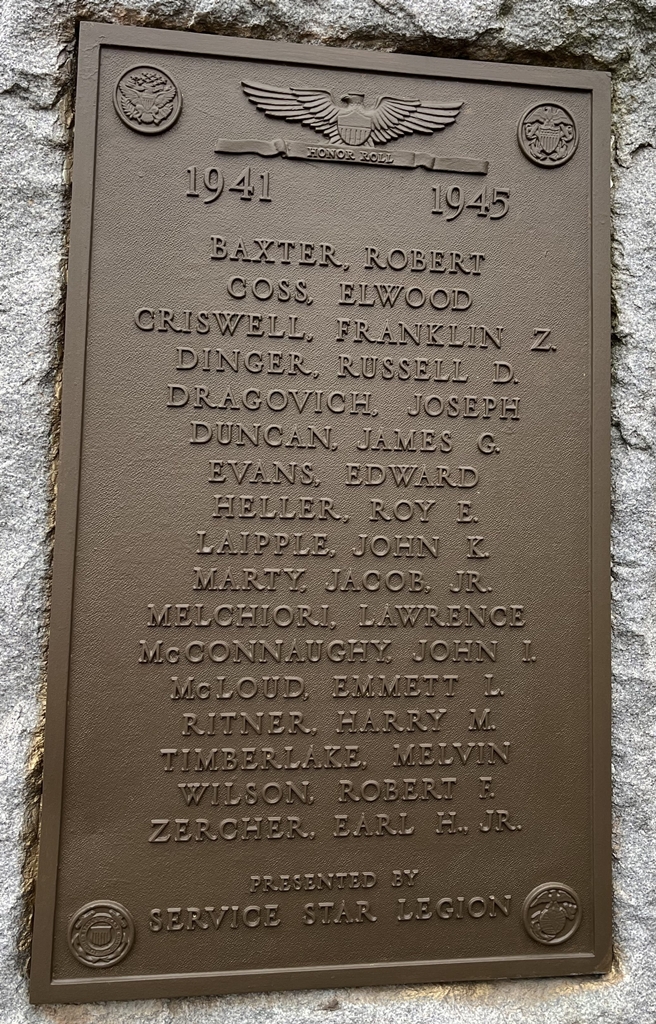 HONOR ROLL
1941 1945
BAXTER, ROBERT
COSS, ELWOOD
CRISWELL, FRANKLIN Z.
DINGER, RUSSELL D.
DRAGOVICH, JOSEPH
DUNCAN, JAMES G.
EVANS, EDWARD
HELLER, ROY E.
LAIPPLE, JOHN K.
MARTY, JACOB, JR.
MELCHIORI, LAWRENCE
McCONNAUGHY, JOHN I.
McLOUD, EMMETT L.
RITNER, HARRY M.
TIMBERLAKE, MELVIN
WILSON, ROBERT F.
ZERCHER, EARL H., JR.
PRESENTED BY
SERVICE STAR LEGION